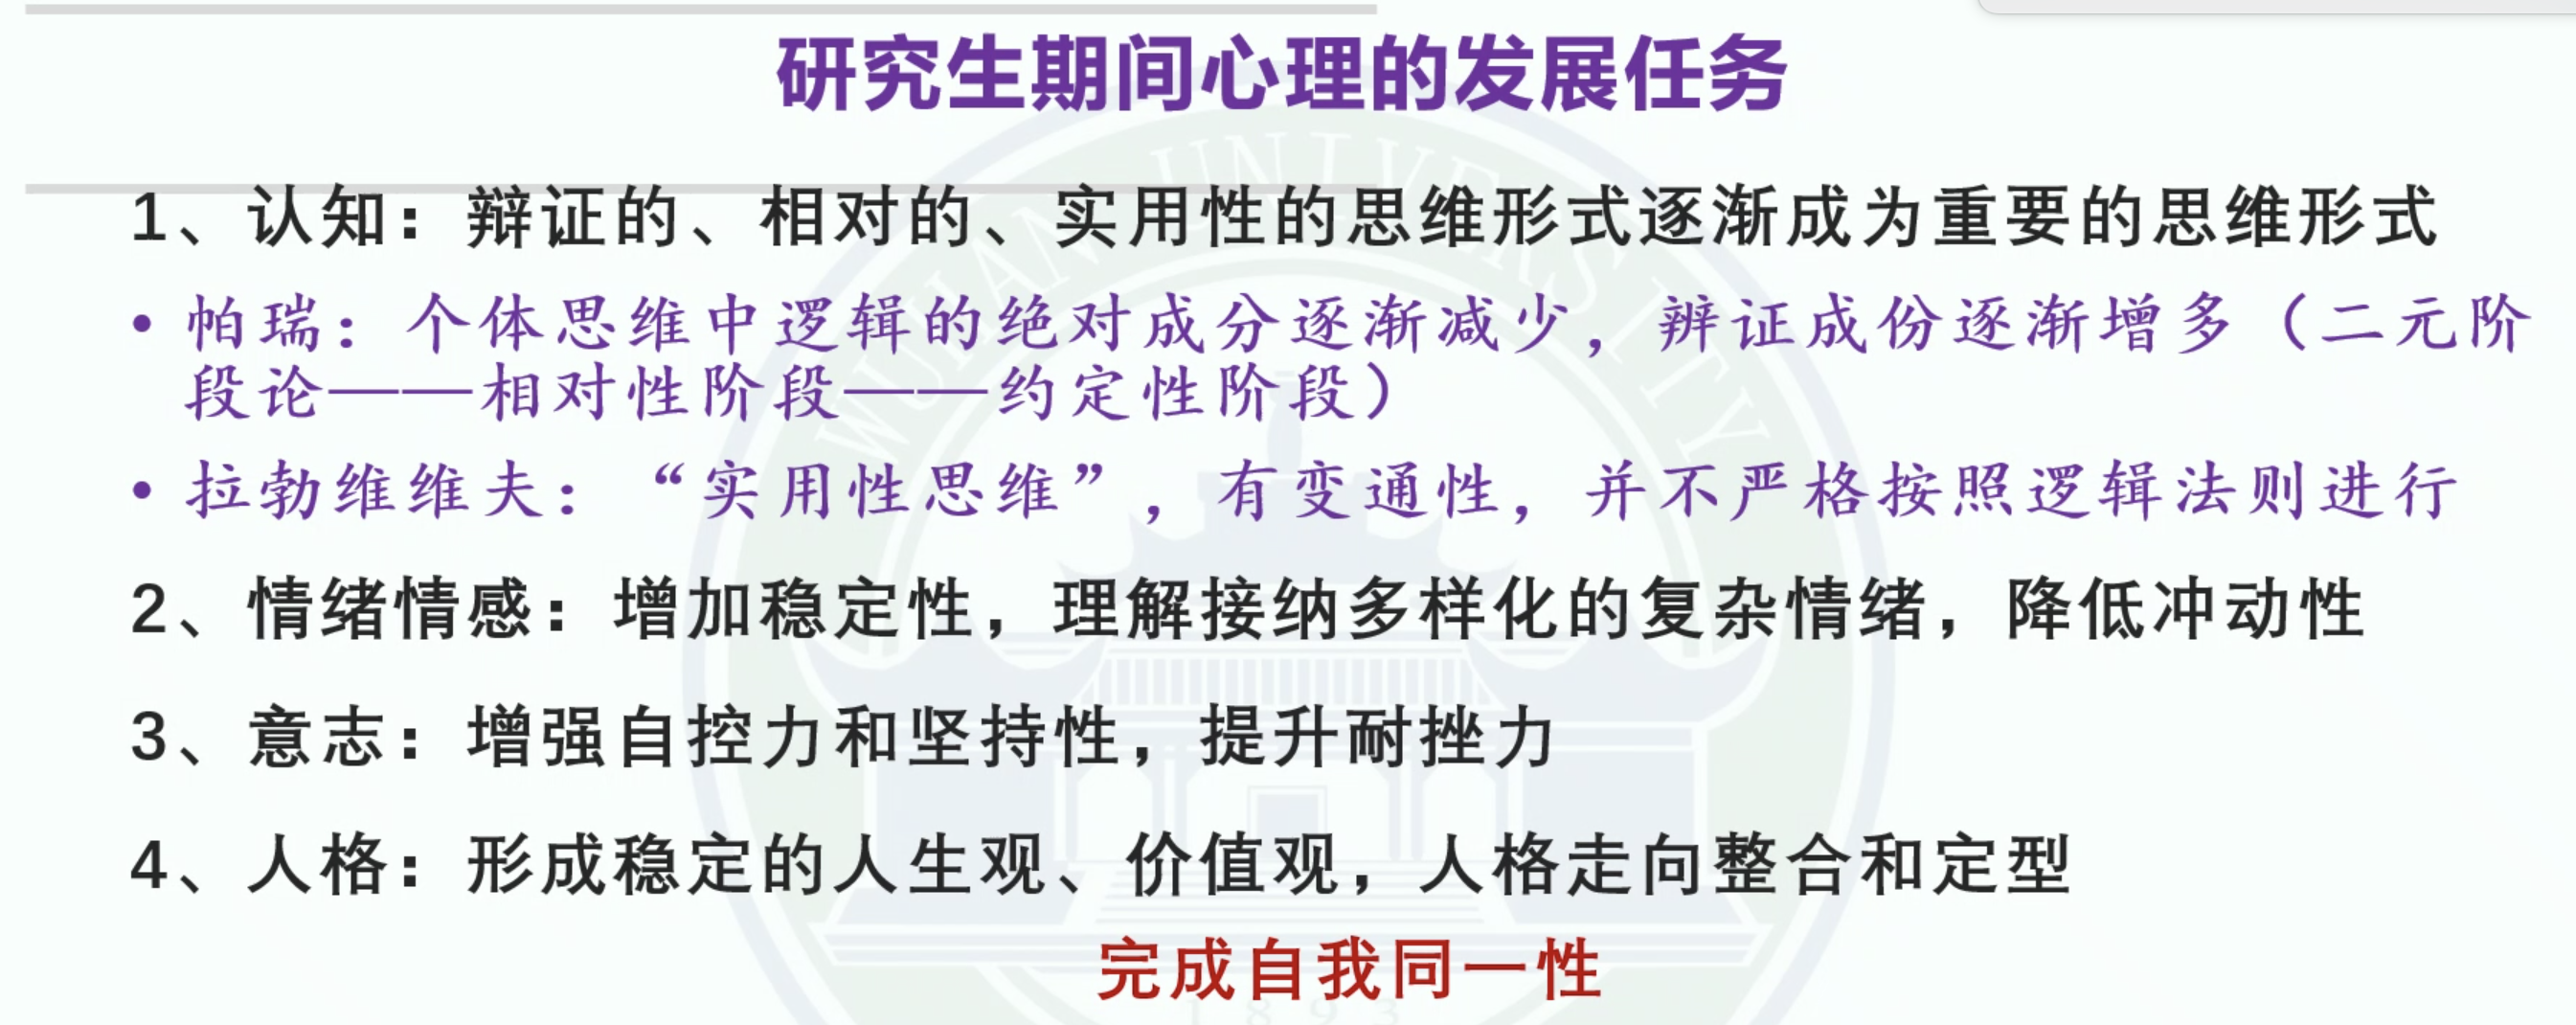 研究生期间心理的发展任务
1、认知：辩证的、相对的、实用性的思维形式逐渐成为重要的思维形式
• 帕瑞：个体思维中逻辑的绝对成分逐渐减少，辨证成份逐渐增多（二元阶
段论——相对性阶段——约定性阶段）
• 拉勃维维夫：“实用性思维”，有变通性，并不严格按照逻辑法则进行
2、情绪情感：增加稳定性，理解接纳多样化的复杂情绪，降低冲动性
3、意志：增强自控力和坚持性，提升耐挫力
4、人格：形成稳定的人生观、价值观，人格走向整合和定型
完成自我同一性
WUHAN UNIVERSITY
1893